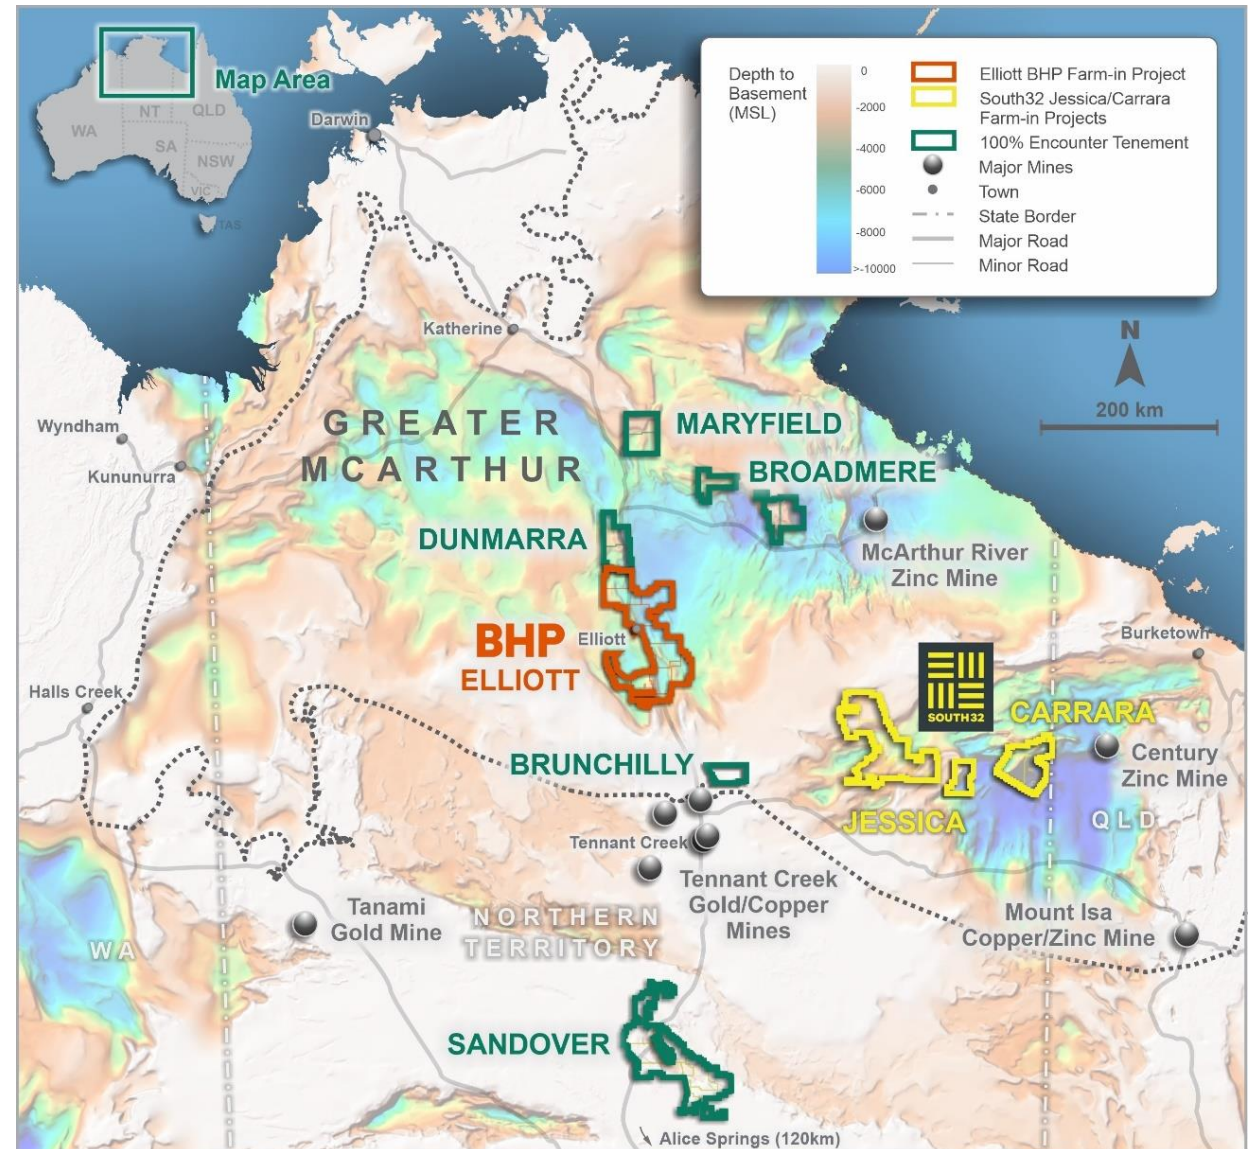 Map Area
NT
QLD
WA
SA
NSW
VIC
TAS
Depth to
Basement
(MSL)
0
-2000
-4000
-6000
-8000
>-10000
Elliott BHP Farm-in Project
South32 Jessica/Carrara
Farm-in Projects
100% Encounter Tenement
Major Mines
Town
State Border
Major Road
Minor Road
N
200 km
Darwin
Katherine
Wyndham
Kununurra
GREATER
MCARTHUR
MARYFIELD
BROADMERE
DUNMARRA
McArthur River
Zinc Mine
BHP
ELLIOTT
Elliott
Burketown
Halls Creek
SOUTH32
CARRARA
BRUNCHILLY
Century
Zinc Mine
JESSICA
QLD
Tennant Creek
Tennant Creek
Gold/Copper
Mines
Tanami
Gold Mine
NORTHERN
TERRITORY
Mount Isa
Copper/Zinc Mine
WA
SANDOVER
Alice Springs (120km)